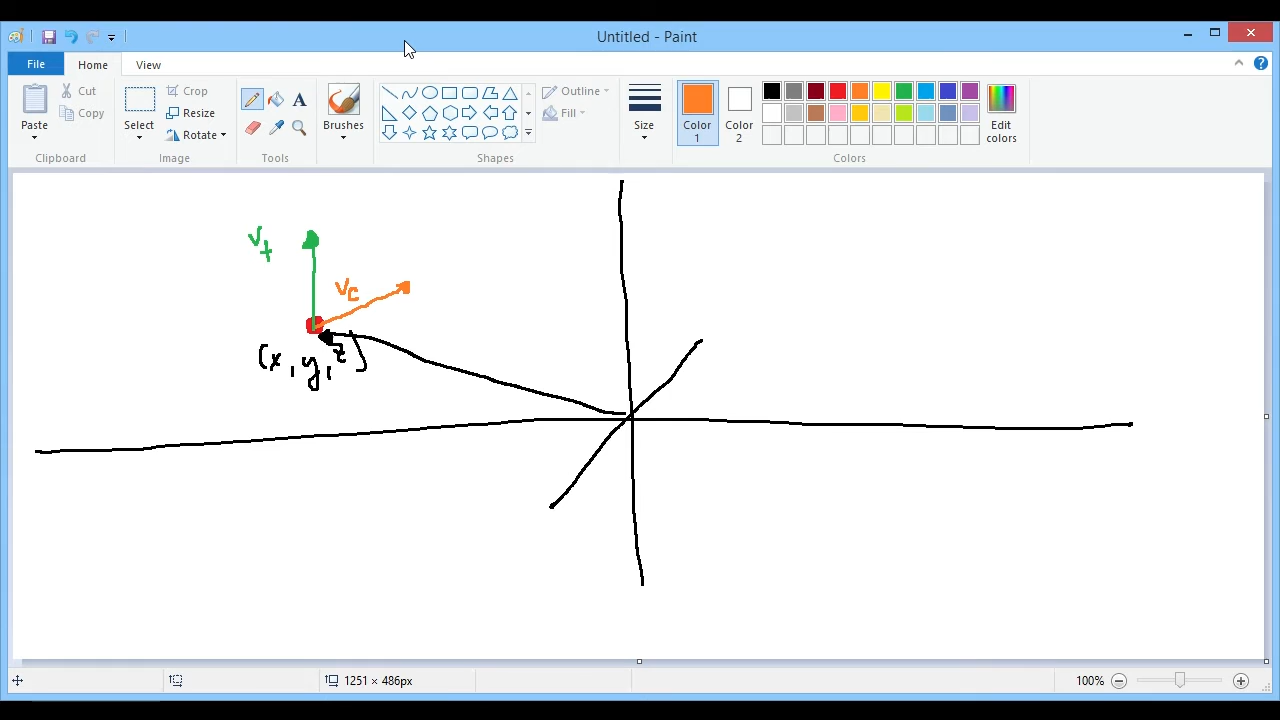 Untitled - Paint
File Home View
Cut Crop Outline
Copy Resize Fill
Paste Select Rotate A Brushes Size Color 1 Color 2 Edit colors
Clipboard Image Tools Shapes Colors
Vt
Vc
(x, y, z)
1251 × 486px 100%